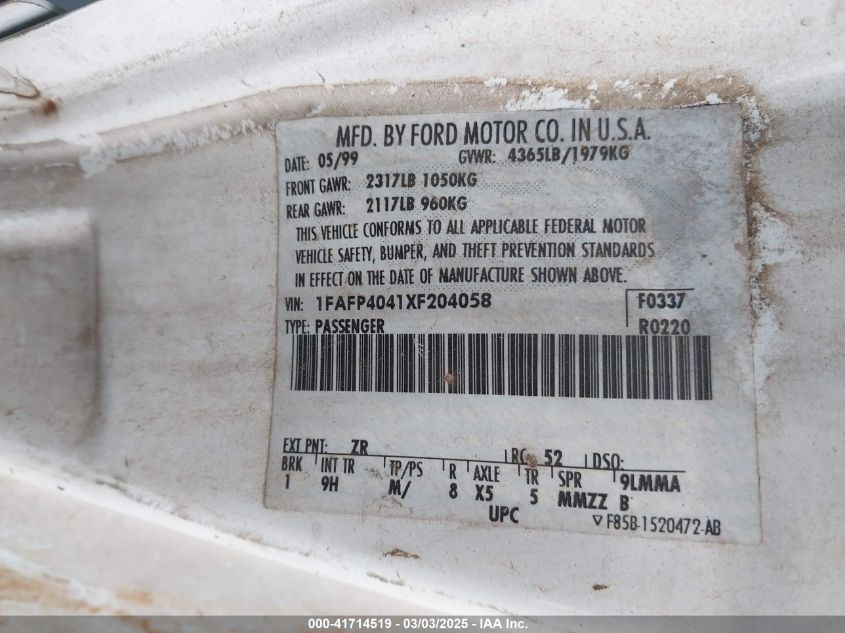 MFD. BY FORD MOTOR CO. IN U.S.A.
DATE: 05/99 GVWR: 4365LB/1979KG
FRONT GAWR: 2317LB 1050KG
REAR GAWR: 2117LB 960KG
THIS VEHICLE CONFORMS TO ALL APPLICABLE FEDERAL MOTOR
VEHICLE SAFETY, BUMPER, AND THEFT PREVENTION STANDARDS
IN EFFECT ON THE DATE OF MANUFACTURE SHOWN ABOVE.
VIN: 1FAFP4041XF204058 F0337
TYPE: PASSENGER R0220
EXT PNT: ZR RC: 52 DSO:
BRK INT TR TP/PS R AXLE TR SPR 9LMMA
1 9H M/ 8 X5 5 MMZZ B
UPC ▽F85B-1520472-AB
000-41714519 | 03/03/2025 - IAA Inc.